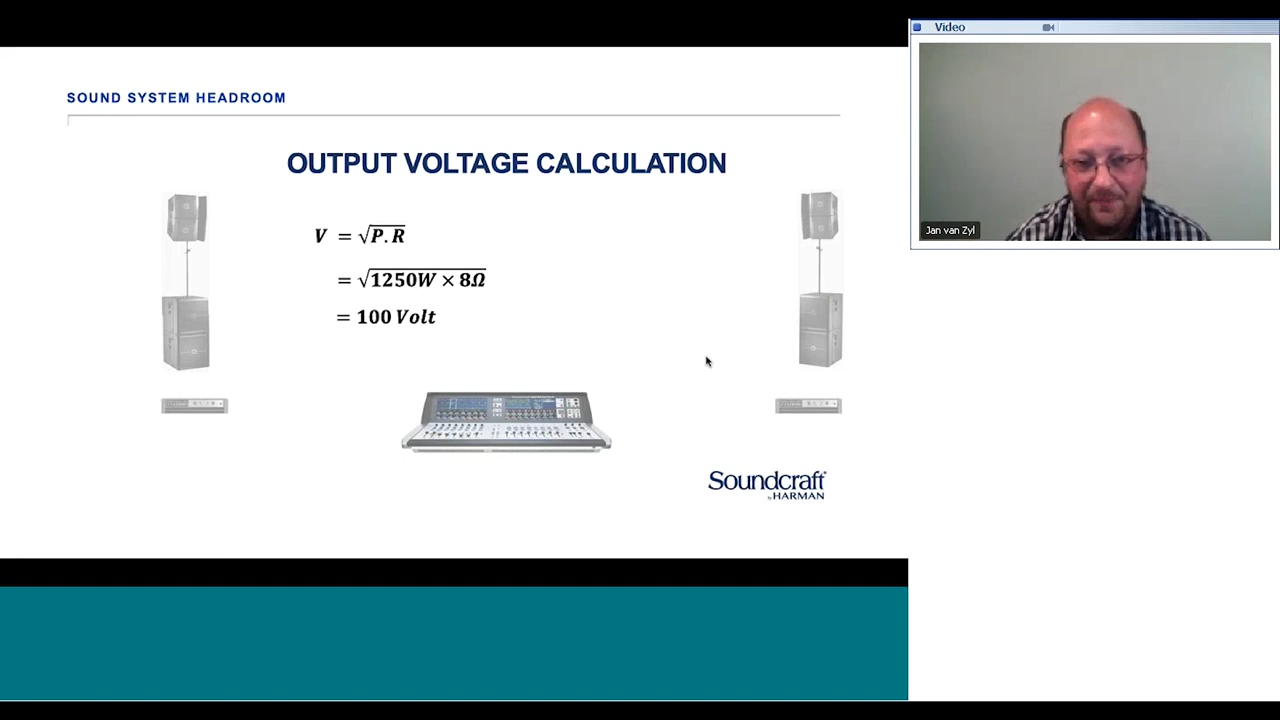 SOUND SYSTEM HEADROOM
OUTPUT VOLTAGE CALCULATION
V = √P.R
= √1250W × 8Ω
= 100 Volt
Soundcraft
by HARMAN
Video
Jan van Zyl